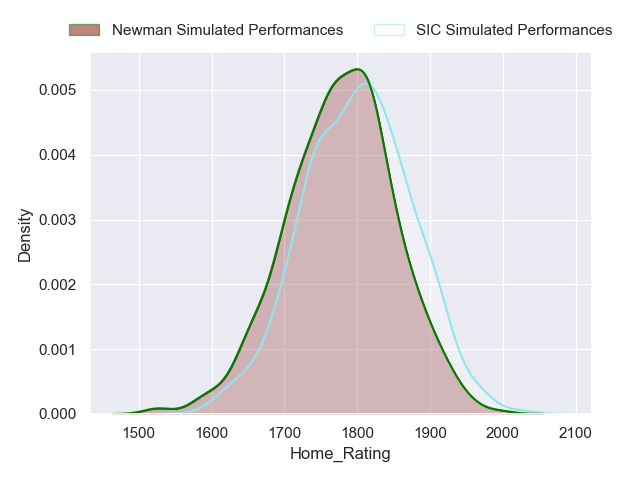 Newman Simulated Performances SIC Simulated Performances
0.005
0.004
0.003
0.002
0.001
0.000
Density
1500 1600 1700 1800 1900 2000 2100
Home_Rating